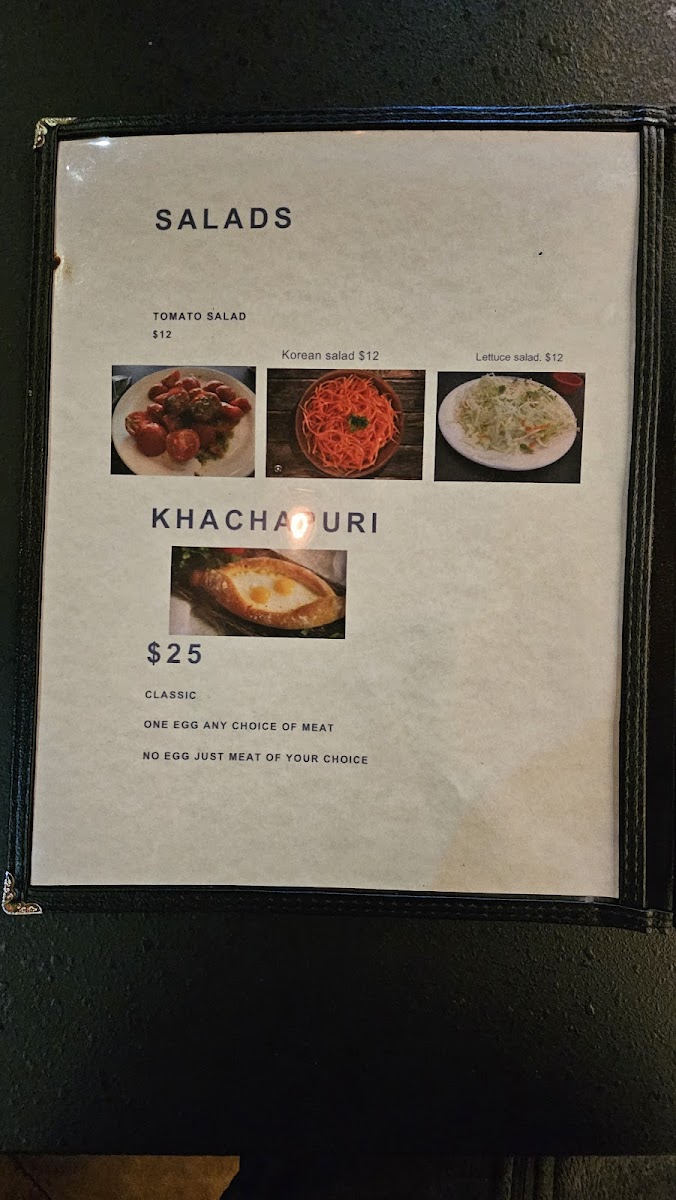 SALADS
TOMATO SALAD
$12
Korean salad $12
Lettuce salad. $12
KHACHAPURI
$25
CLASSIC
ONE EGG ANY CHOICE OF MEAT
NO EGG JUST MEAT OF YOUR CHOICE